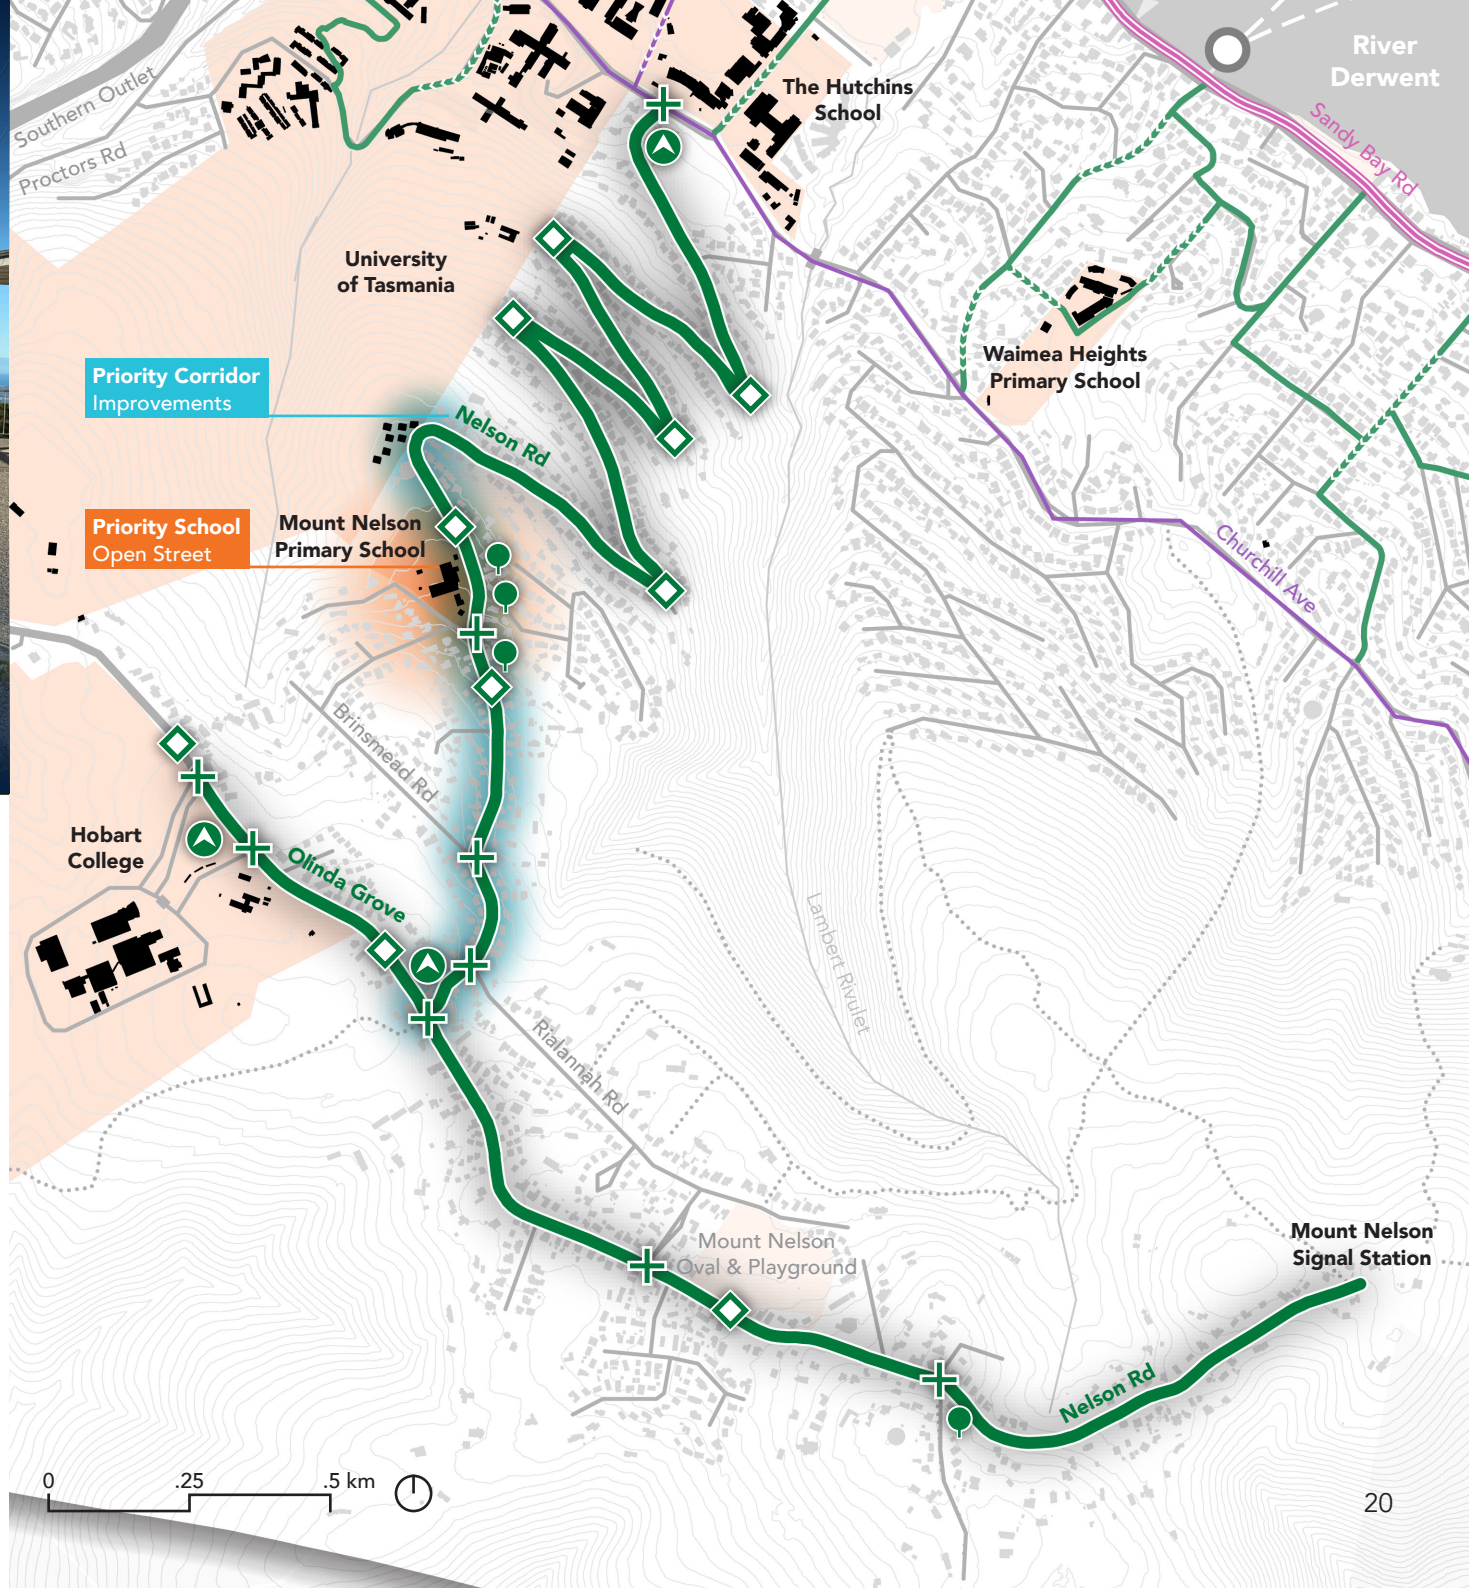 River
Derwent
The Hutchins
School
Southern Outlet
Proctors Rd
Sandy Bay Rd
University
of Tasmania
Waimea Heights
Primary School
Priority Corridor
Improvements
Nelson Rd
Priority School
Open Street
Mount Nelson
Primary School
Churchill Ave
Brinsmead Rd
Hobart
College
Olinda Grove
Lambert Rivulet
Rialannah Rd
Mount Nelson
Oval & Playground
Mount Nelson
Signal Station
Nelson Rd
0 .25 .5 km
20